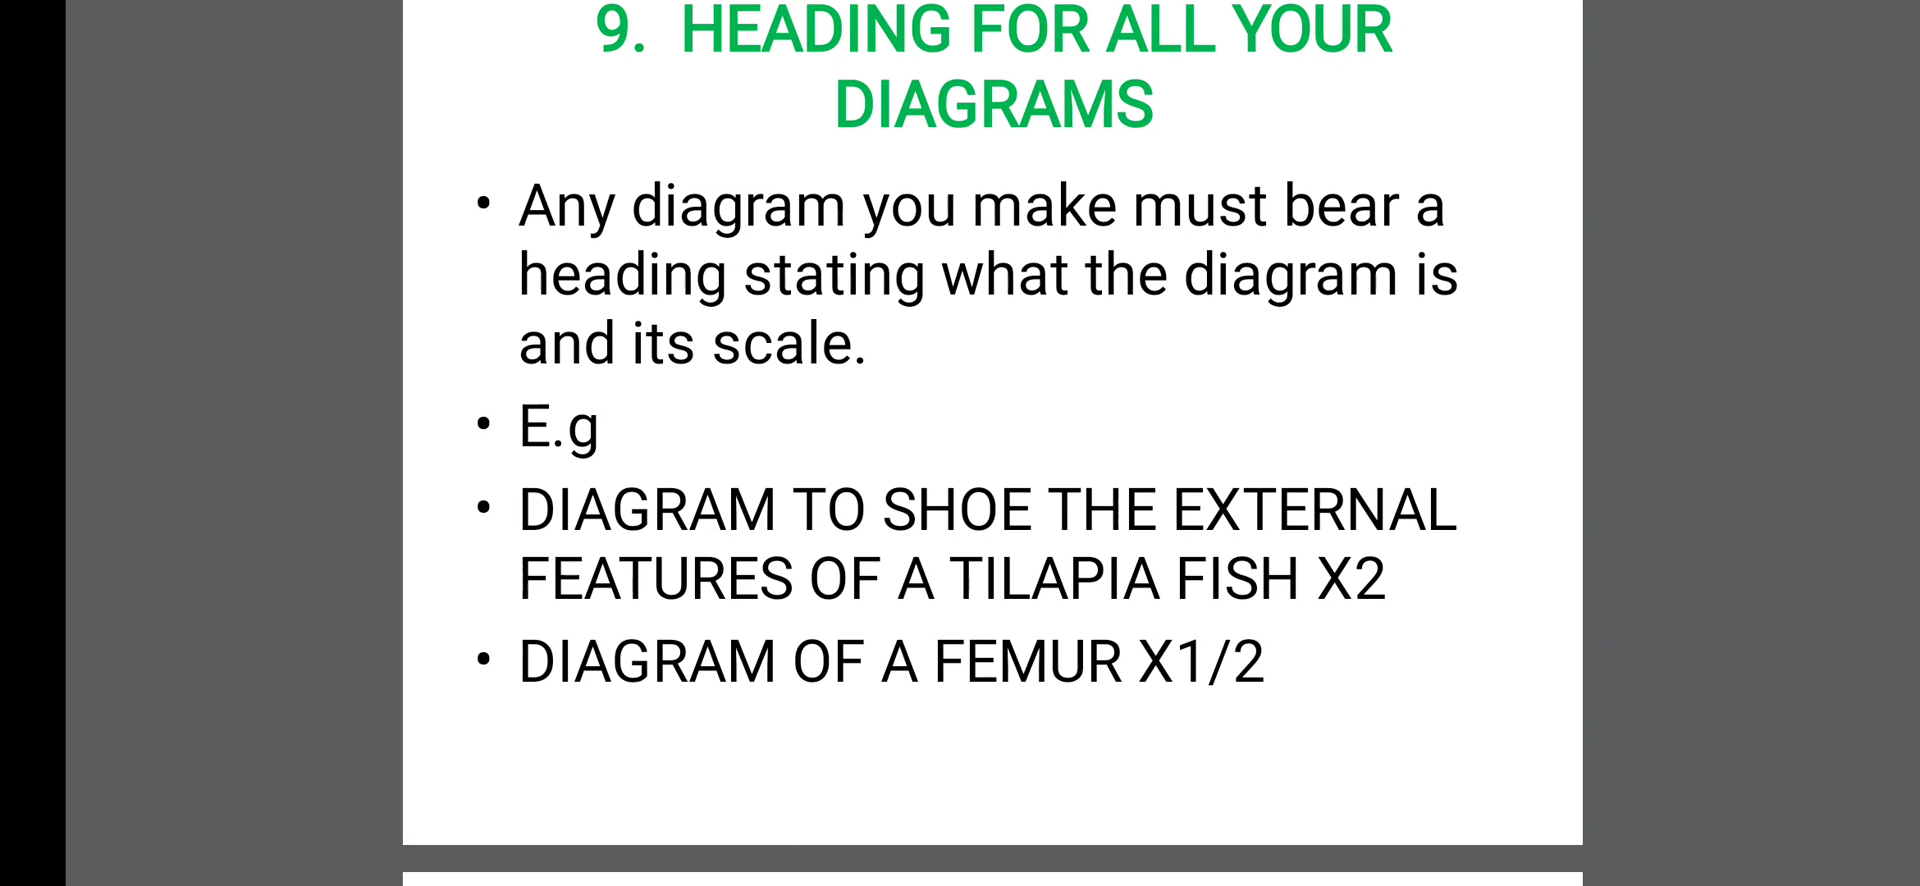 9. HEADING FOR ALL YOUR
DIAGRAMS
• Any diagram you make must bear a
heading stating what the diagram is
and its scale.
• E.g
• DIAGRAM TO SHOE THE EXTERNAL
FEATURES OF A TILAPIA FISH X2
• DIAGRAM OF A FEMUR X1/2